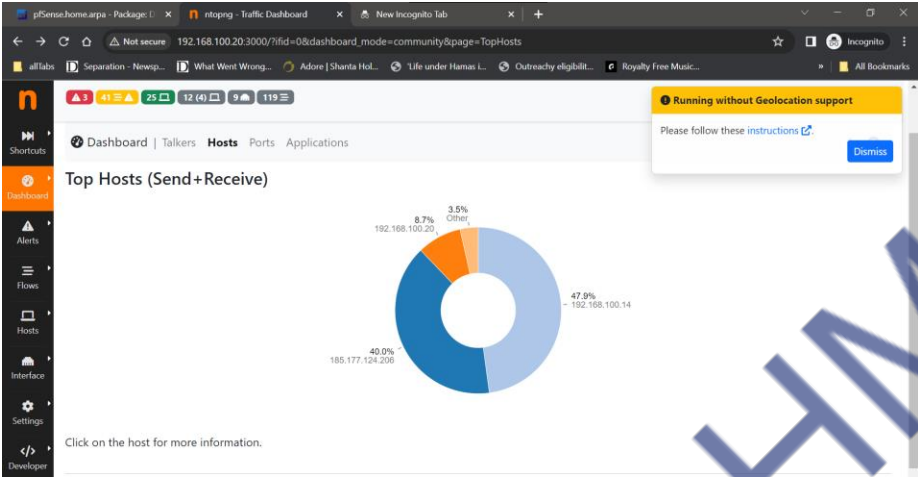 pfSense.home.arpa - Package: D
ntopng - Traffic Dashboard
New Incognito Tab
Not secure
192.168.100.20:3000/?ifid=0&dashboard_mode=community&page=TopHosts
Incognito
allTabs
Separation - Newsp...
What Went Wrong...
Adore | Shanta Hol...
'Life under Hamas i...
Outreachy eligibilit...
Royalty Free Music...
»
All Bookmarks
n
3
41
25
12 (4)
9
119
Running without Geolocation support
Please follow these instructions.
Dismiss
Shortcuts
Dashboard
Alerts
Flows
Hosts
Interface
Settings
</>
Developer
Dashboard | Talkers Hosts Ports Applications
Top Hosts (Send+Receive)
3.5%
Other
8.7%
192.168.100.20
47.9%
192.168.100.14
40.0%
185.177.124.206
Click on the host for more information.
HM